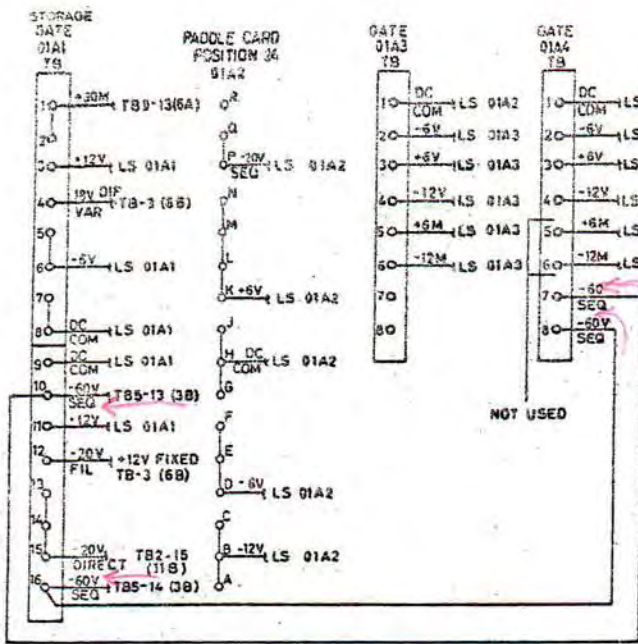 STORAGE
GATE
01A1
TB
1 +30M TB9-13(6A)
2
3 +12V LS 01A1
4 18V DIF TB-3 (6B)
VAR
5
6 -6V LS 01A1
7
8 DC LS 01A1
COM
9 DC LS 01A1
COM
10 -60V TB5-13 (3B)
SEQ
11 -12V LS 01A1
12 -20V +12V FIXED
FIL TB-3 (6B)
13
14
15 -20V TB2-15
DIRECT (11B)
16 -60V TB5-14 (3B)
SEQ
PADDLE CARD
POSITION
01A2
R
Q
P -20V LS 01A2
SEQ
N
M
L
K +6V LS 01A2
J
H DC LS 01A2
COM
G
F
E
D -6V LS 01A2
C
B -12V LS 01A2
A
GATE
01A3
TB
1 DC LS 01A2
COM
2 -6V LS 01A3
3 +6V LS 01A3
4 -12V LS 01A3
5 +6M LS 01A3
6 -12M LS 01A3
7
8
GATE
01A4
TB
1 DC LS
COM
2 -6V LS
3 +6V LS
4 -12V LS
5 +6M LS
6 -12M LS
7 -60
SEQ
8 -60V
SEQ
NOT USED